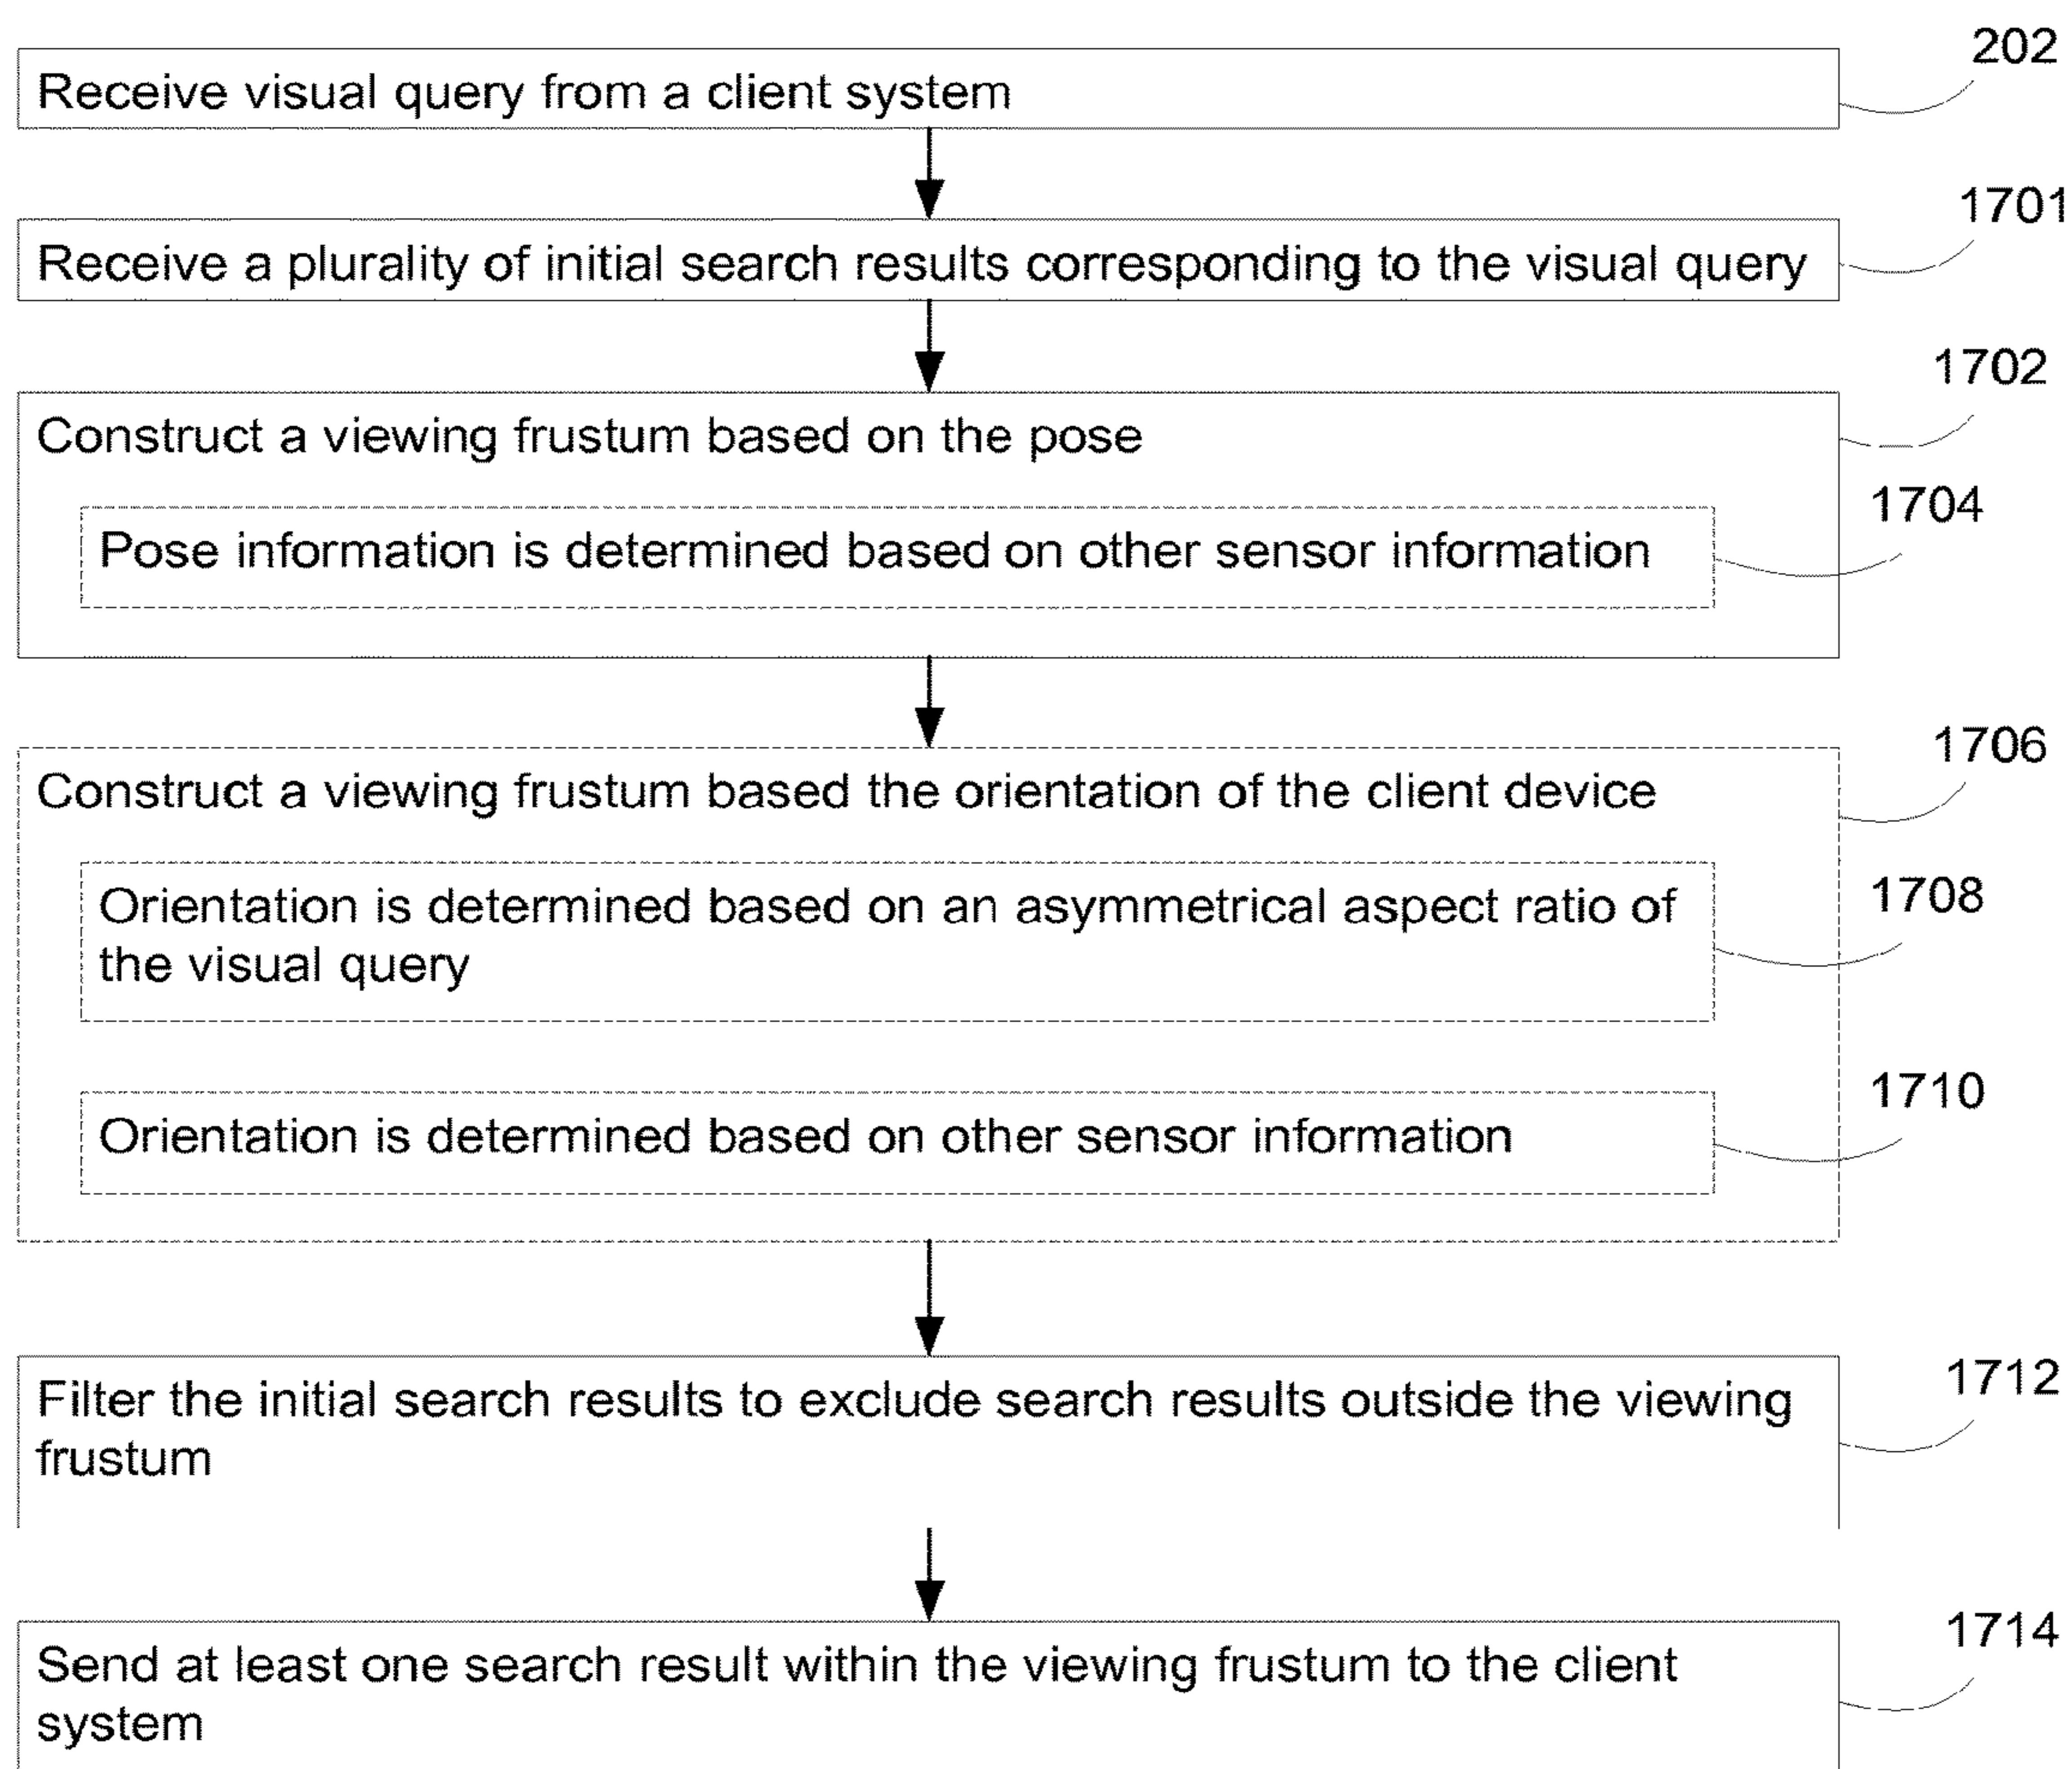 202
Receive visual query from a client system
1701
Receive a plurality of initial search results corresponding to the visual query
1702
Construct a viewing frustum based on the pose
1704
Pose information is determined based on other sensor information
1706
Construct a viewing frustum based the orientation of the client device
1708
Orientation is determined based on an asymmetrical aspect ratio of
the visual query
1710
Orientation is determined based on other sensor information
1712
Filter the initial search results to exclude search results outside the viewing
frustum
1714
Send at least one search result within the viewing frustum to the client
system